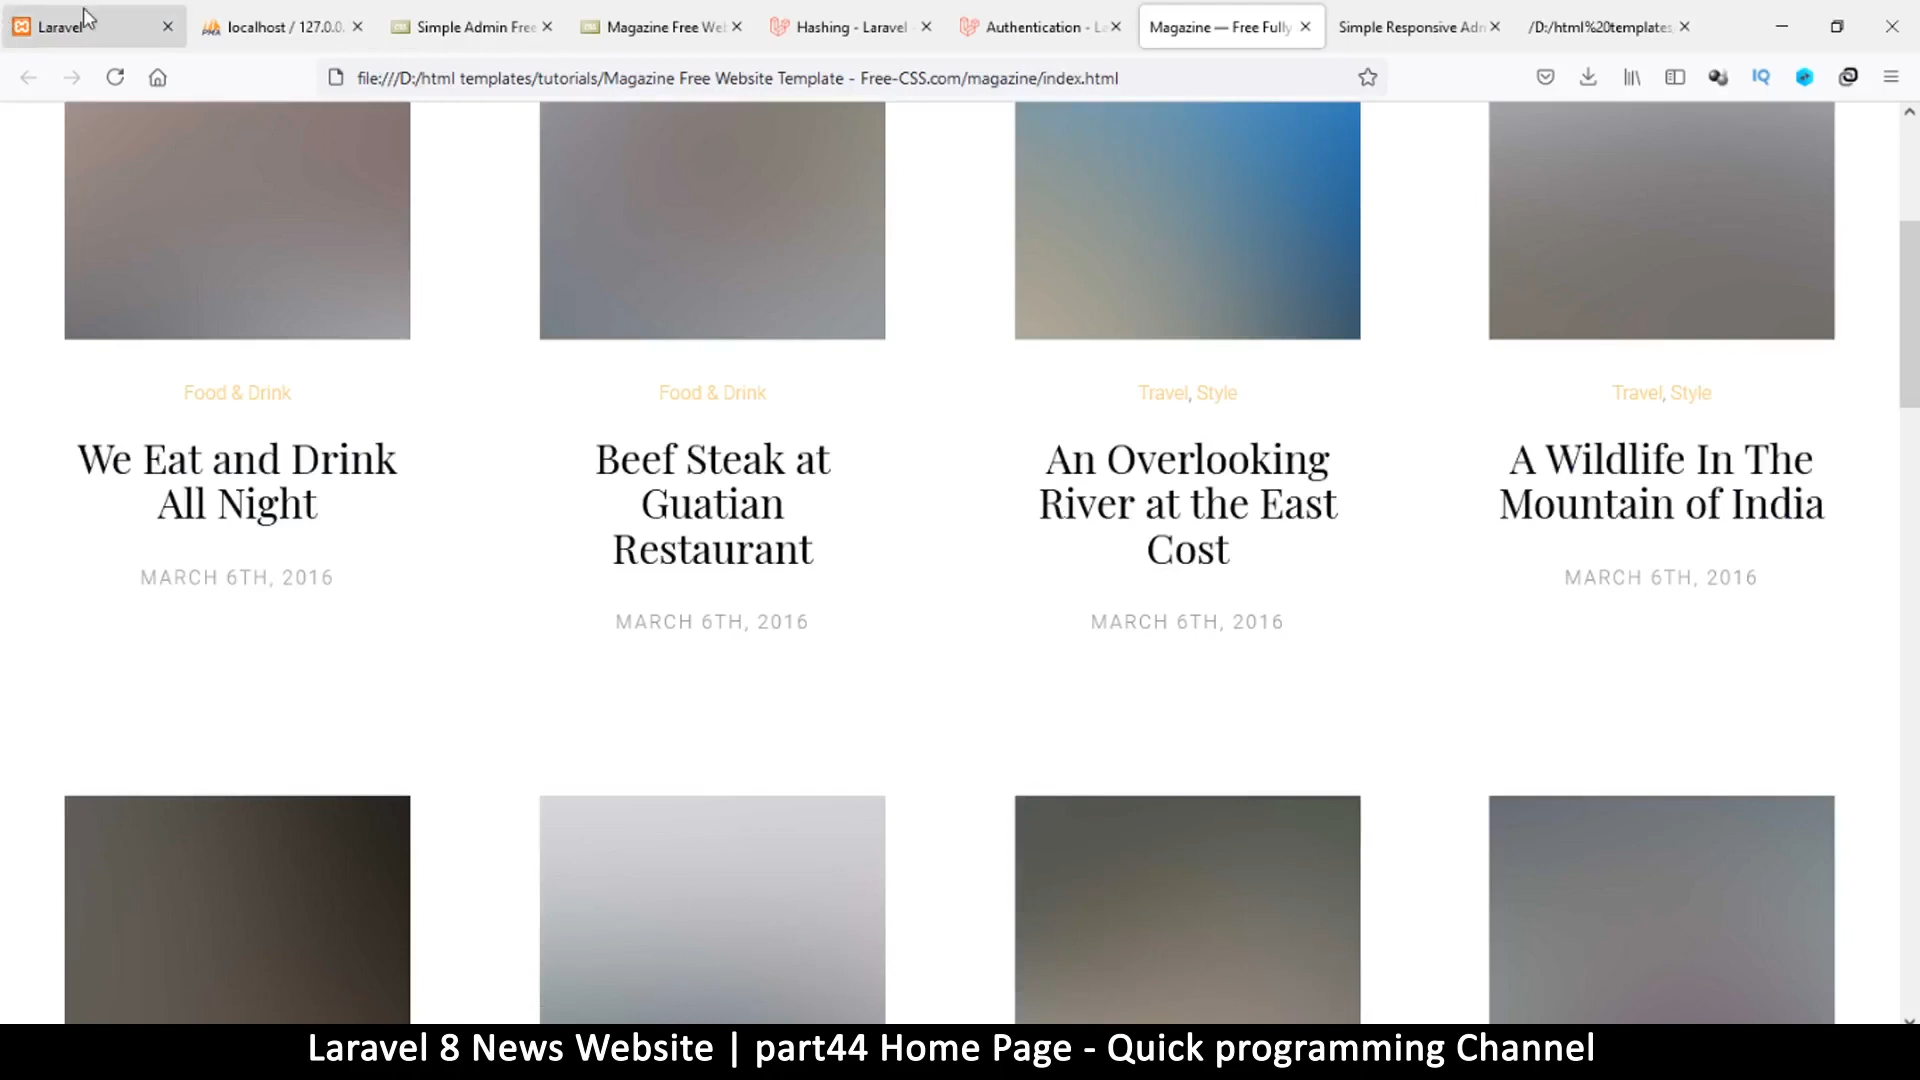 Laravel
localhost / 127.0.0.
Simple Admin Free
Magazine Free Web
Hashing - Laravel -
Authentication - La
Magazine — Free Fully
Simple Responsive Adm
/D:/html%20templates
IQ
file:///D:/html templates/tutorials/Magazine Free Website Template - Free-CSS.com/magazine/index.html
Food & Drink
Food & Drink
Travel, Style
Travel, Style
We Eat and Drink
All Night
Beef Steak at
Guatian
Restaurant
An Overlooking
River at the East
Cost
A Wildlife In The
Mountain of India
MARCH 6TH, 2016
MARCH 6TH, 2016
MARCH 6TH, 2016
MARCH 6TH, 2016
Laravel 8 News Website | part44 Home Page - Quick programming Channel